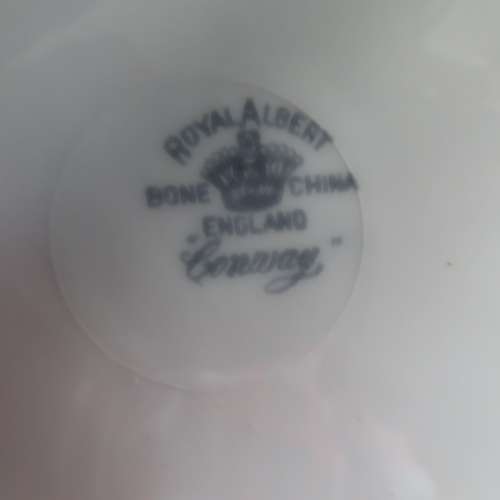 ROYAL ALBERT
BONE CHINA
ENGLAND
"Conway"